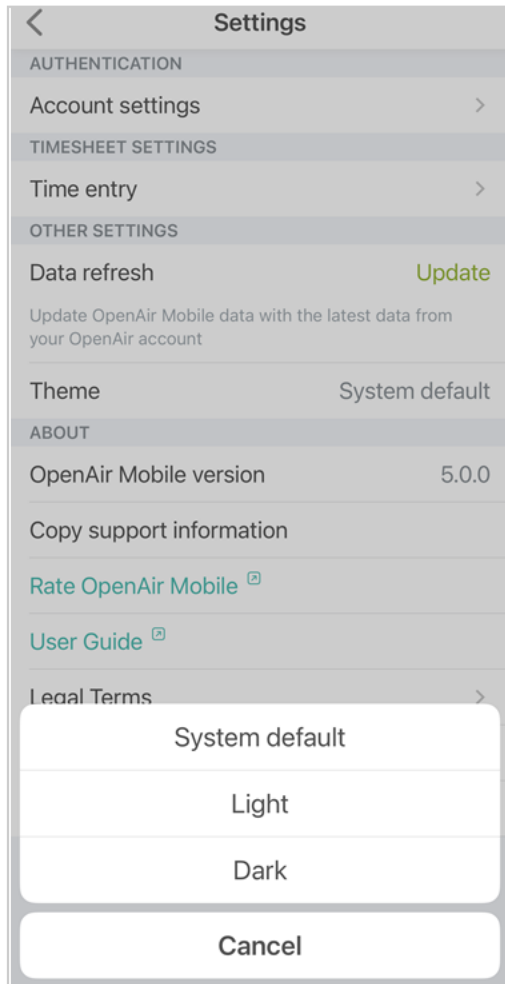 Settings
AUTHENTICATION
Account settings
TIMESHEET SETTINGS
Time entry
OTHER SETTINGS
Data refresh Update
Update OpenAir Mobile data with the latest data from
your OpenAir account
Theme System default
ABOUT
OpenAir Mobile version 5.0.0
Copy support information
Rate OpenAir Mobile
User Guide
Legal Terms
System default
Light
Dark
Cancel